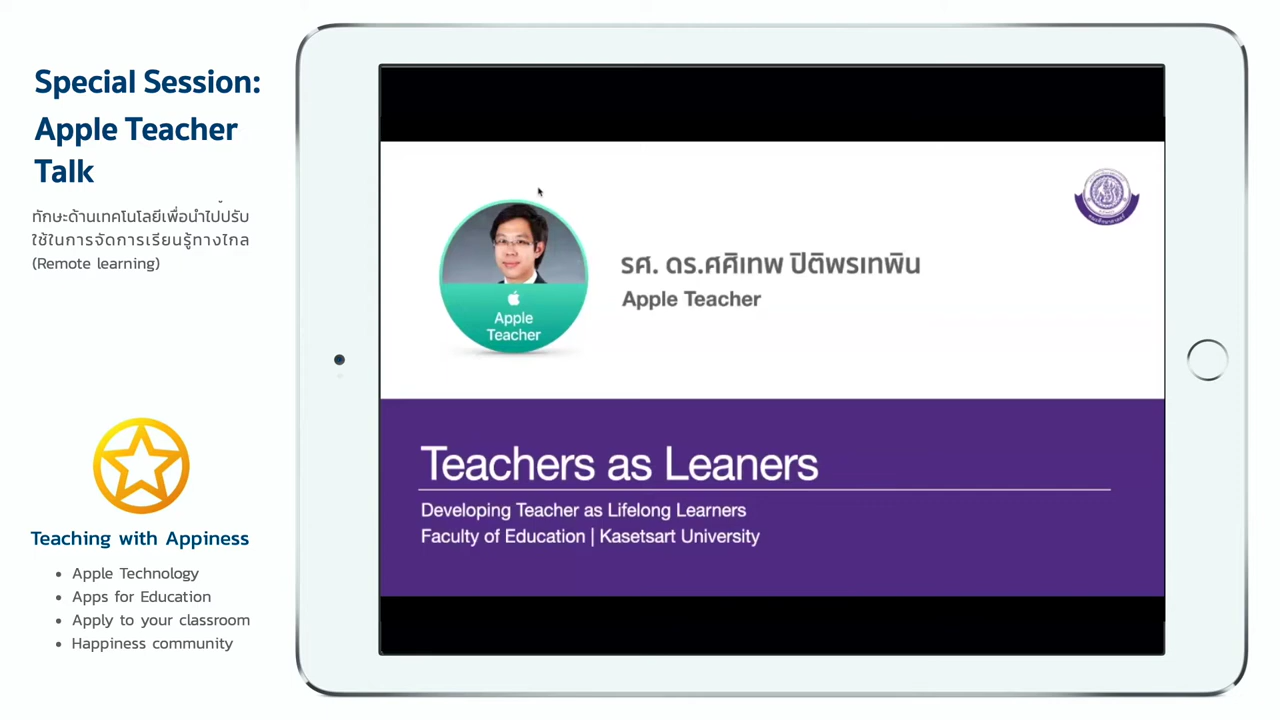 Special Session:
Apple Teacher
Talk
ทักษะด้านเทคโนโลยีเพื่อนำไปปรับ
ใช้ในการจัดการเรียนรู้ทางไกล
(Remote learning)
Teaching with Appiness
• Apple Technology
• Apps for Education
• Apply to your classroom
• Happiness community
Apple
Teacher
รศ. ดร.ศศิเทพ ปิติพรเทพิน
Apple Teacher
Teachers as Leaners
Developing Teacher as Lifelong Learners
Faculty of Education | Kasetsart University